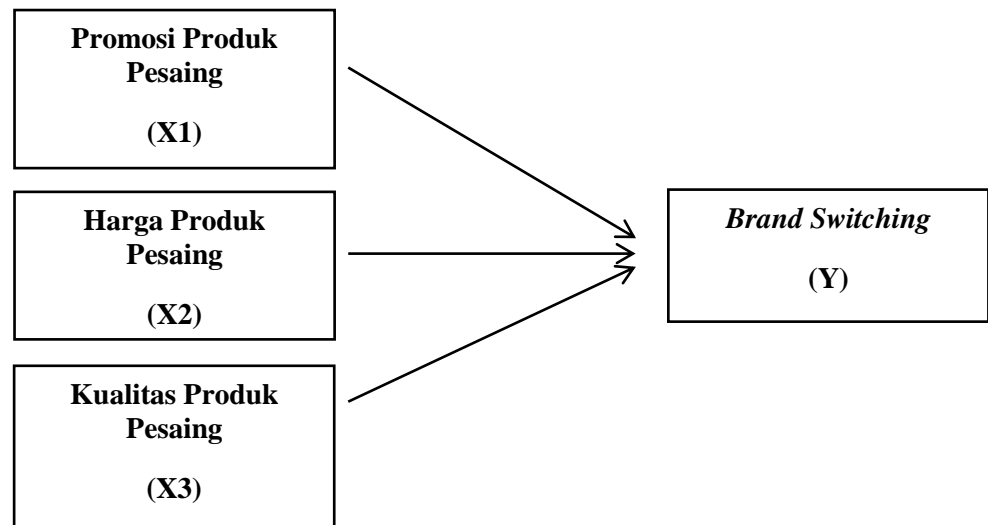 Promosi Produk
Pesaing
(X1)
Harga Produk
Pesaing
(X2)
Kualitas Produk
Pesaing
(X3)
Brand Switching
(Y)